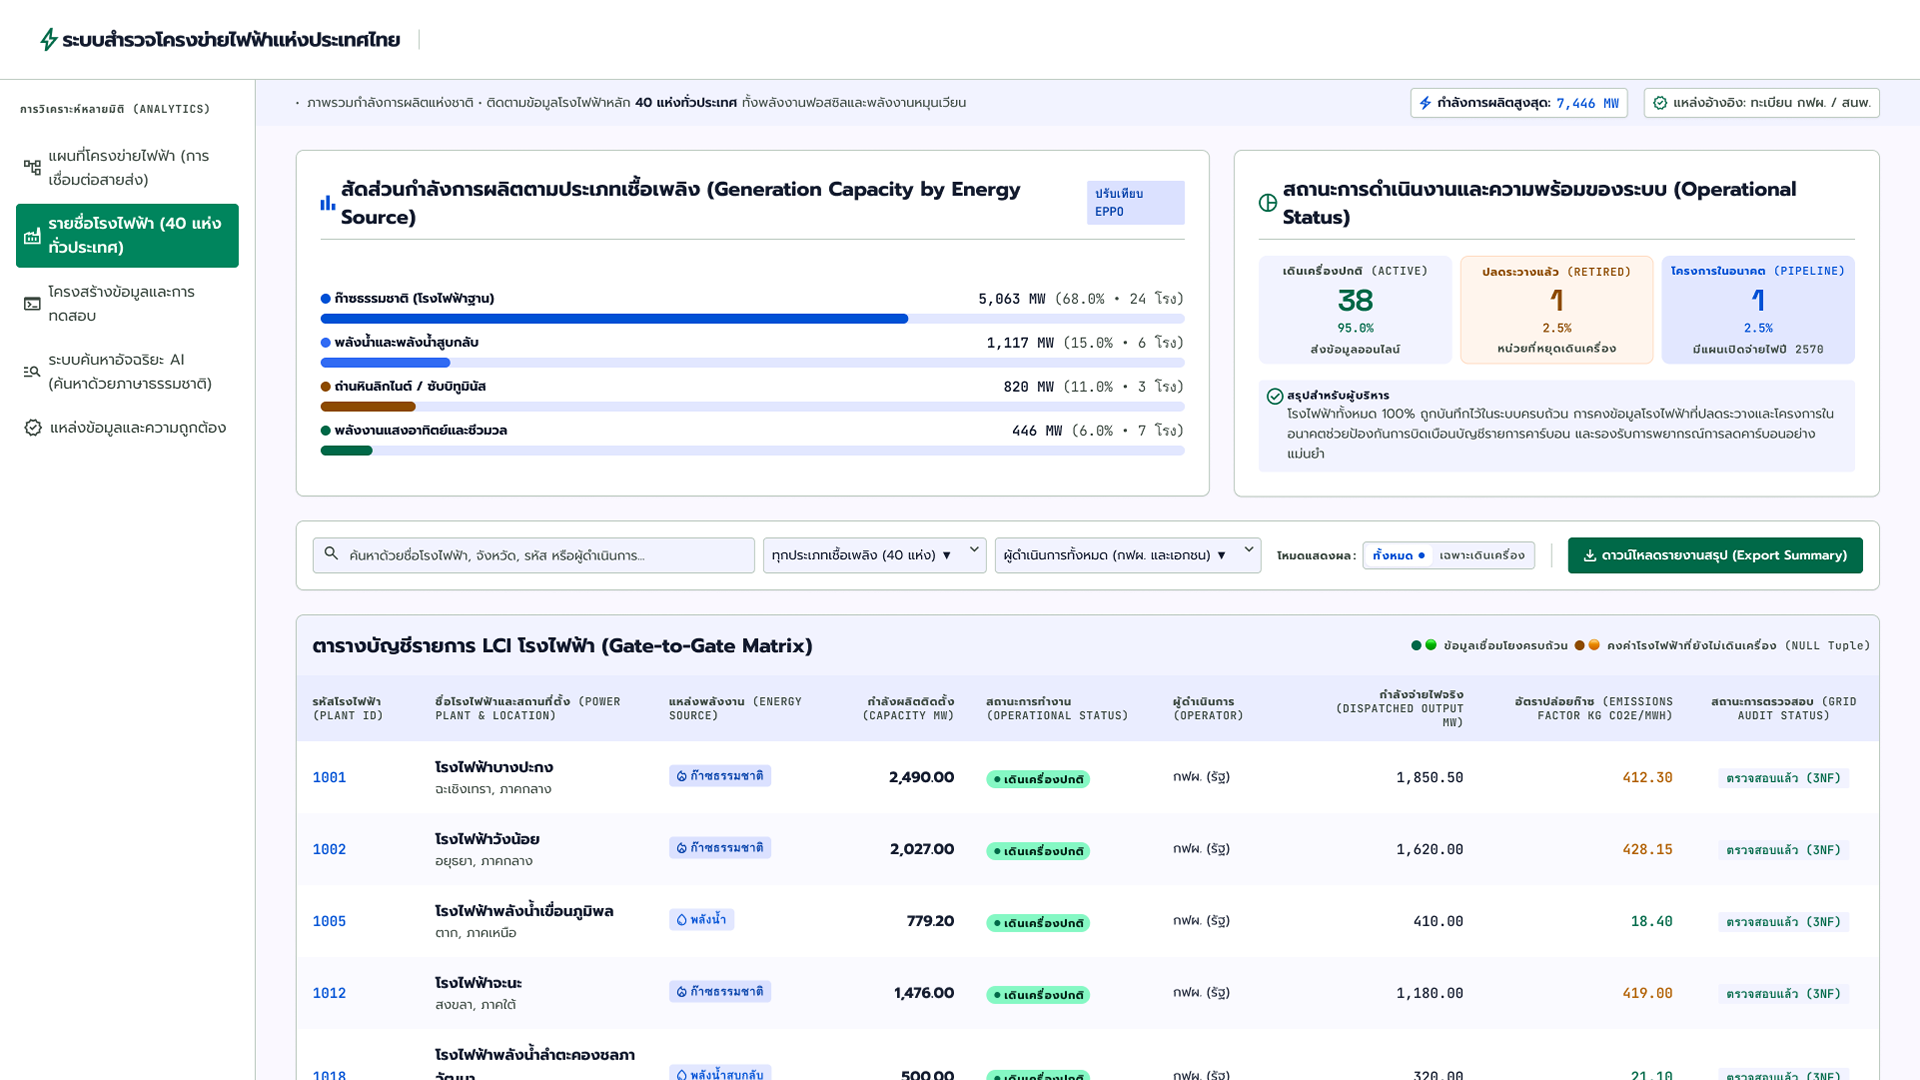 ระบบสำรวจโครงข่ายไฟฟ้าแห่งประเทศไทย
การวิเคราะห์หลายมิติ (ANALYTICS)
แผนที่โครงข่ายไฟฟ้า (การ
เชื่อมต่อสายส่ง)
รายชื่อโรงไฟฟ้า (40 แห่ง
ทั่วประเทศ)
โครงสร้างข้อมูลและการ
ทดสอบ
ระบบค้นหาอัจฉริยะ AI
(ค้นหาด้วยภาษาธรรมชาติ)
แหล่งข้อมูลและความถูกต้อง
• ภาพรวมกำลังการผลิตแห่งชาติ • ติดตามข้อมูลโรงไฟฟ้าหลัก 40 แห่งทั่วประเทศ ทั้งพลังงานฟอสซิลและพลังงานหมุนเวียน
กำลังการผลิตสูงสุด: 7,446 MW
แหล่งอ้างอิง: ทะเบียน กฟผ. / สนพ.
สัดส่วนกำลังการผลิตตามประเภทเชื้อเพลิง (Generation Capacity by Energy
Source)
ปรับเทียบ
EPPO
ก๊าซธรรมชาติ (โรงไฟฟ้าฐาน) 5,063 MW (68.0% • 24 โรง)
พลังน้ำและพลังน้ำสูบกลับ 1,117 MW (15.0% • 6 โรง)
ถ่านหินลิกไนต์ / ซับบิทูมินัส 820 MW (11.0% • 3 โรง)
พลังงานแสงอาทิตย์และชีวมวล 446 MW (6.0% • 7 โรง)
สถานะการดำเนินงานและความพร้อมของระบบ (Operational
Status)
เดินเครื่องปกติ (ACTIVE)
38
95.0%
ส่งข้อมูลออนไลน์
ปลดระวางแล้ว (RETIRED)
1
2.5%
หน่วยที่หยุดเดินเครื่อง
โครงการในอนาคต (PIPELINE)
1
2.5%
มีแผนเปิดจ่ายไฟปี 2570
สรุปสำหรับผู้บริหาร
โรงไฟฟ้าทั้งหมด 100% ถูกบันทึกไว้ในระบบครบถ้วน การคงข้อมูลโรงไฟฟ้าที่ปลดระวางและโครงการใน
อนาคตช่วยป้องกันการบิดเบือนบัญชีรายการคาร์บอน และรองรับการพยากรณ์การลดคาร์บอนอย่าง
แม่นยำ
ค้นหาด้วยชื่อโรงไฟฟ้า, จังหวัด, รหัส หรือผู้ดำเนินการ...
ทุกประเภทเชื้อเพลิง (40 แห่ง) ▼
ผู้ดำเนินการทั้งหมด (กฟผ. และเอกชน) ▼
โหมดแสดงผล: ทั้งหมด ● เฉพาะเดินเครื่อง
ดาวน์โหลดรายงานสรุป (Export Summary)
ตารางบัญชีรายการ LCI โรงไฟฟ้า (Gate-to-Gate Matrix)
ข้อมูลเชื่อมโยงครบถ้วน คงค่าโรงไฟฟ้าที่ยังไม่เดินเครื่อง (NULL Tuple)
รหัสโรงไฟฟ้า
(PLANT ID)
ชื่อโรงไฟฟ้าและสถานที่ตั้ง (POWER
PLANT & LOCATION)
แหล่งพลังงาน (ENERGY
SOURCE)
กำลังผลิตติดตั้ง
(CAPACITY MW)
สถานะการทำงาน
(OPERATIONAL STATUS)
ผู้ดำเนินการ
(OPERATOR)
กำลังจ่ายไฟจริง
(DISPATCHED OUTPUT
MW)
อัตราปล่อยก๊าซ (EMISSIONS
FACTOR KG CO2E/MWH)
สถานะการตรวจสอบ (GRID
AUDIT STATUS)
1001 โรงไฟฟ้าบางปะกง ก๊าซธรรมชาติ 2,490.00 เดินเครื่องปกติ กฟผ. (รัฐ) 1,850.50 412.30 ตรวจสอบแล้ว (3NF)
ฉะเชิงเทรา, ภาคกลาง
1002 โรงไฟฟ้าวังน้อย ก๊าซธรรมชาติ 2,027.00 เดินเครื่องปกติ กฟผ. (รัฐ) 1,620.00 428.15 ตรวจสอบแล้ว (3NF)
อยุธยา, ภาคกลาง
1005 โรงไฟฟ้าพลังน้ำเขื่อนภูมิพล พลังน้ำ 779.20 เดินเครื่องปกติ กฟผ. (รัฐ) 410.00 18.40 ตรวจสอบแล้ว (3NF)
ตาก, ภาคเหนือ
1012 โรงไฟฟ้าจะนะ ก๊าซธรรมชาติ 1,476.00 เดินเครื่องปกติ กฟผ. (รัฐ) 1,180.00 419.00 ตรวจสอบแล้ว (3NF)
สงขลา, ภาคใต้
โรงไฟฟ้าพลังน้ำลำตะคองชลภา
วัฒนา
1018 พลังน้ำสูบกลับ 500.00 เดินเครื่องปกติ กฟผ. (รัฐ) 320.00 21.10 ตรวจสอบแล้ว (3NF)